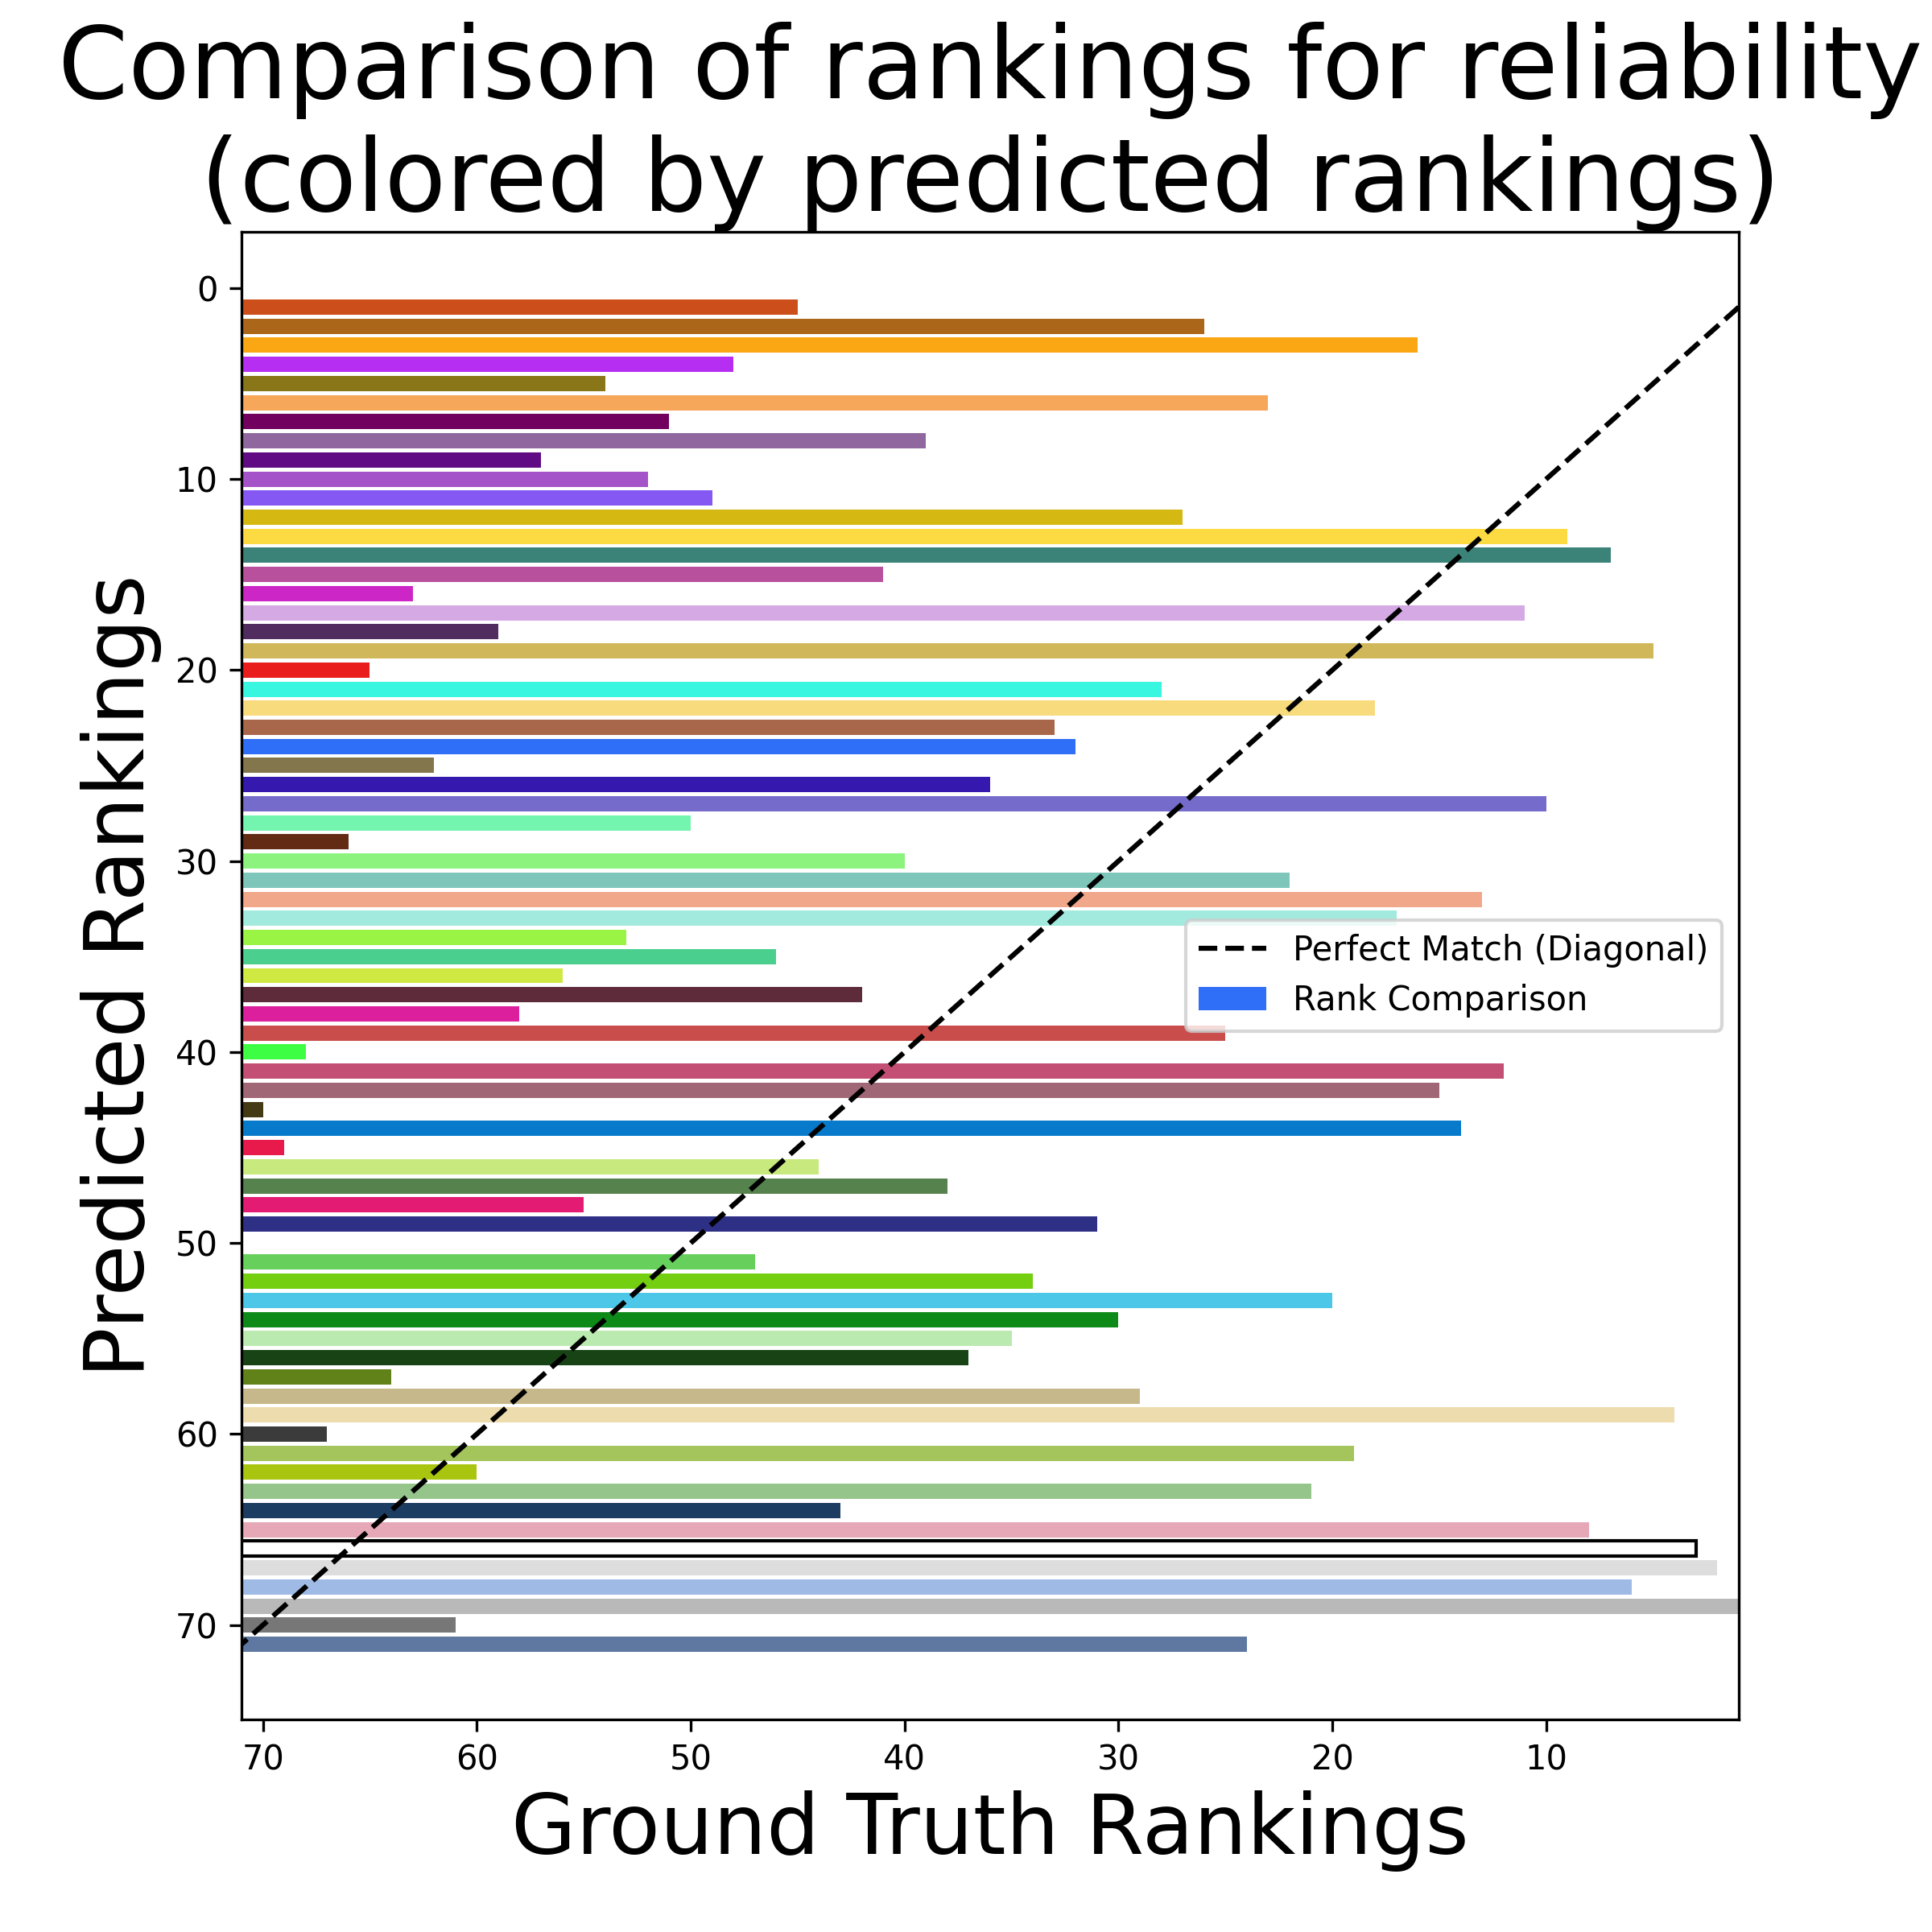 Comparison of rankings for reliability
(colored by predicted rankings)
Predicted Rankings
0
10
20
30
40
50
60
70
Perfect Match (Diagonal)
Rank Comparison
70 60 50 40 30 20 10
Ground Truth Rankings